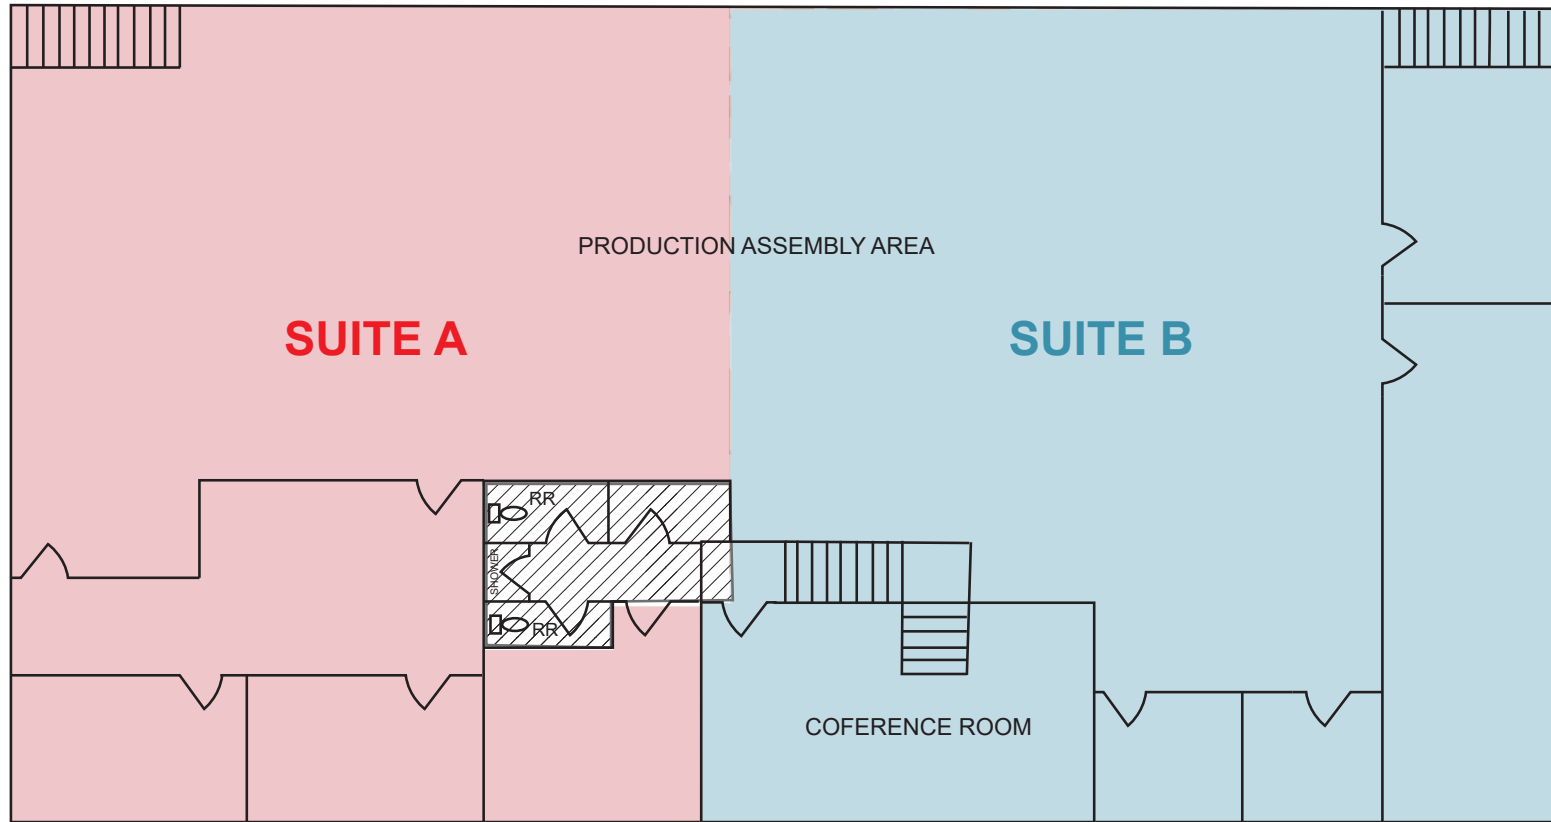 PRODUCTION ASSEMBLY AREA
SUITE A
SUITE B
RR
SHOWER
RR
COFERENCE ROOM